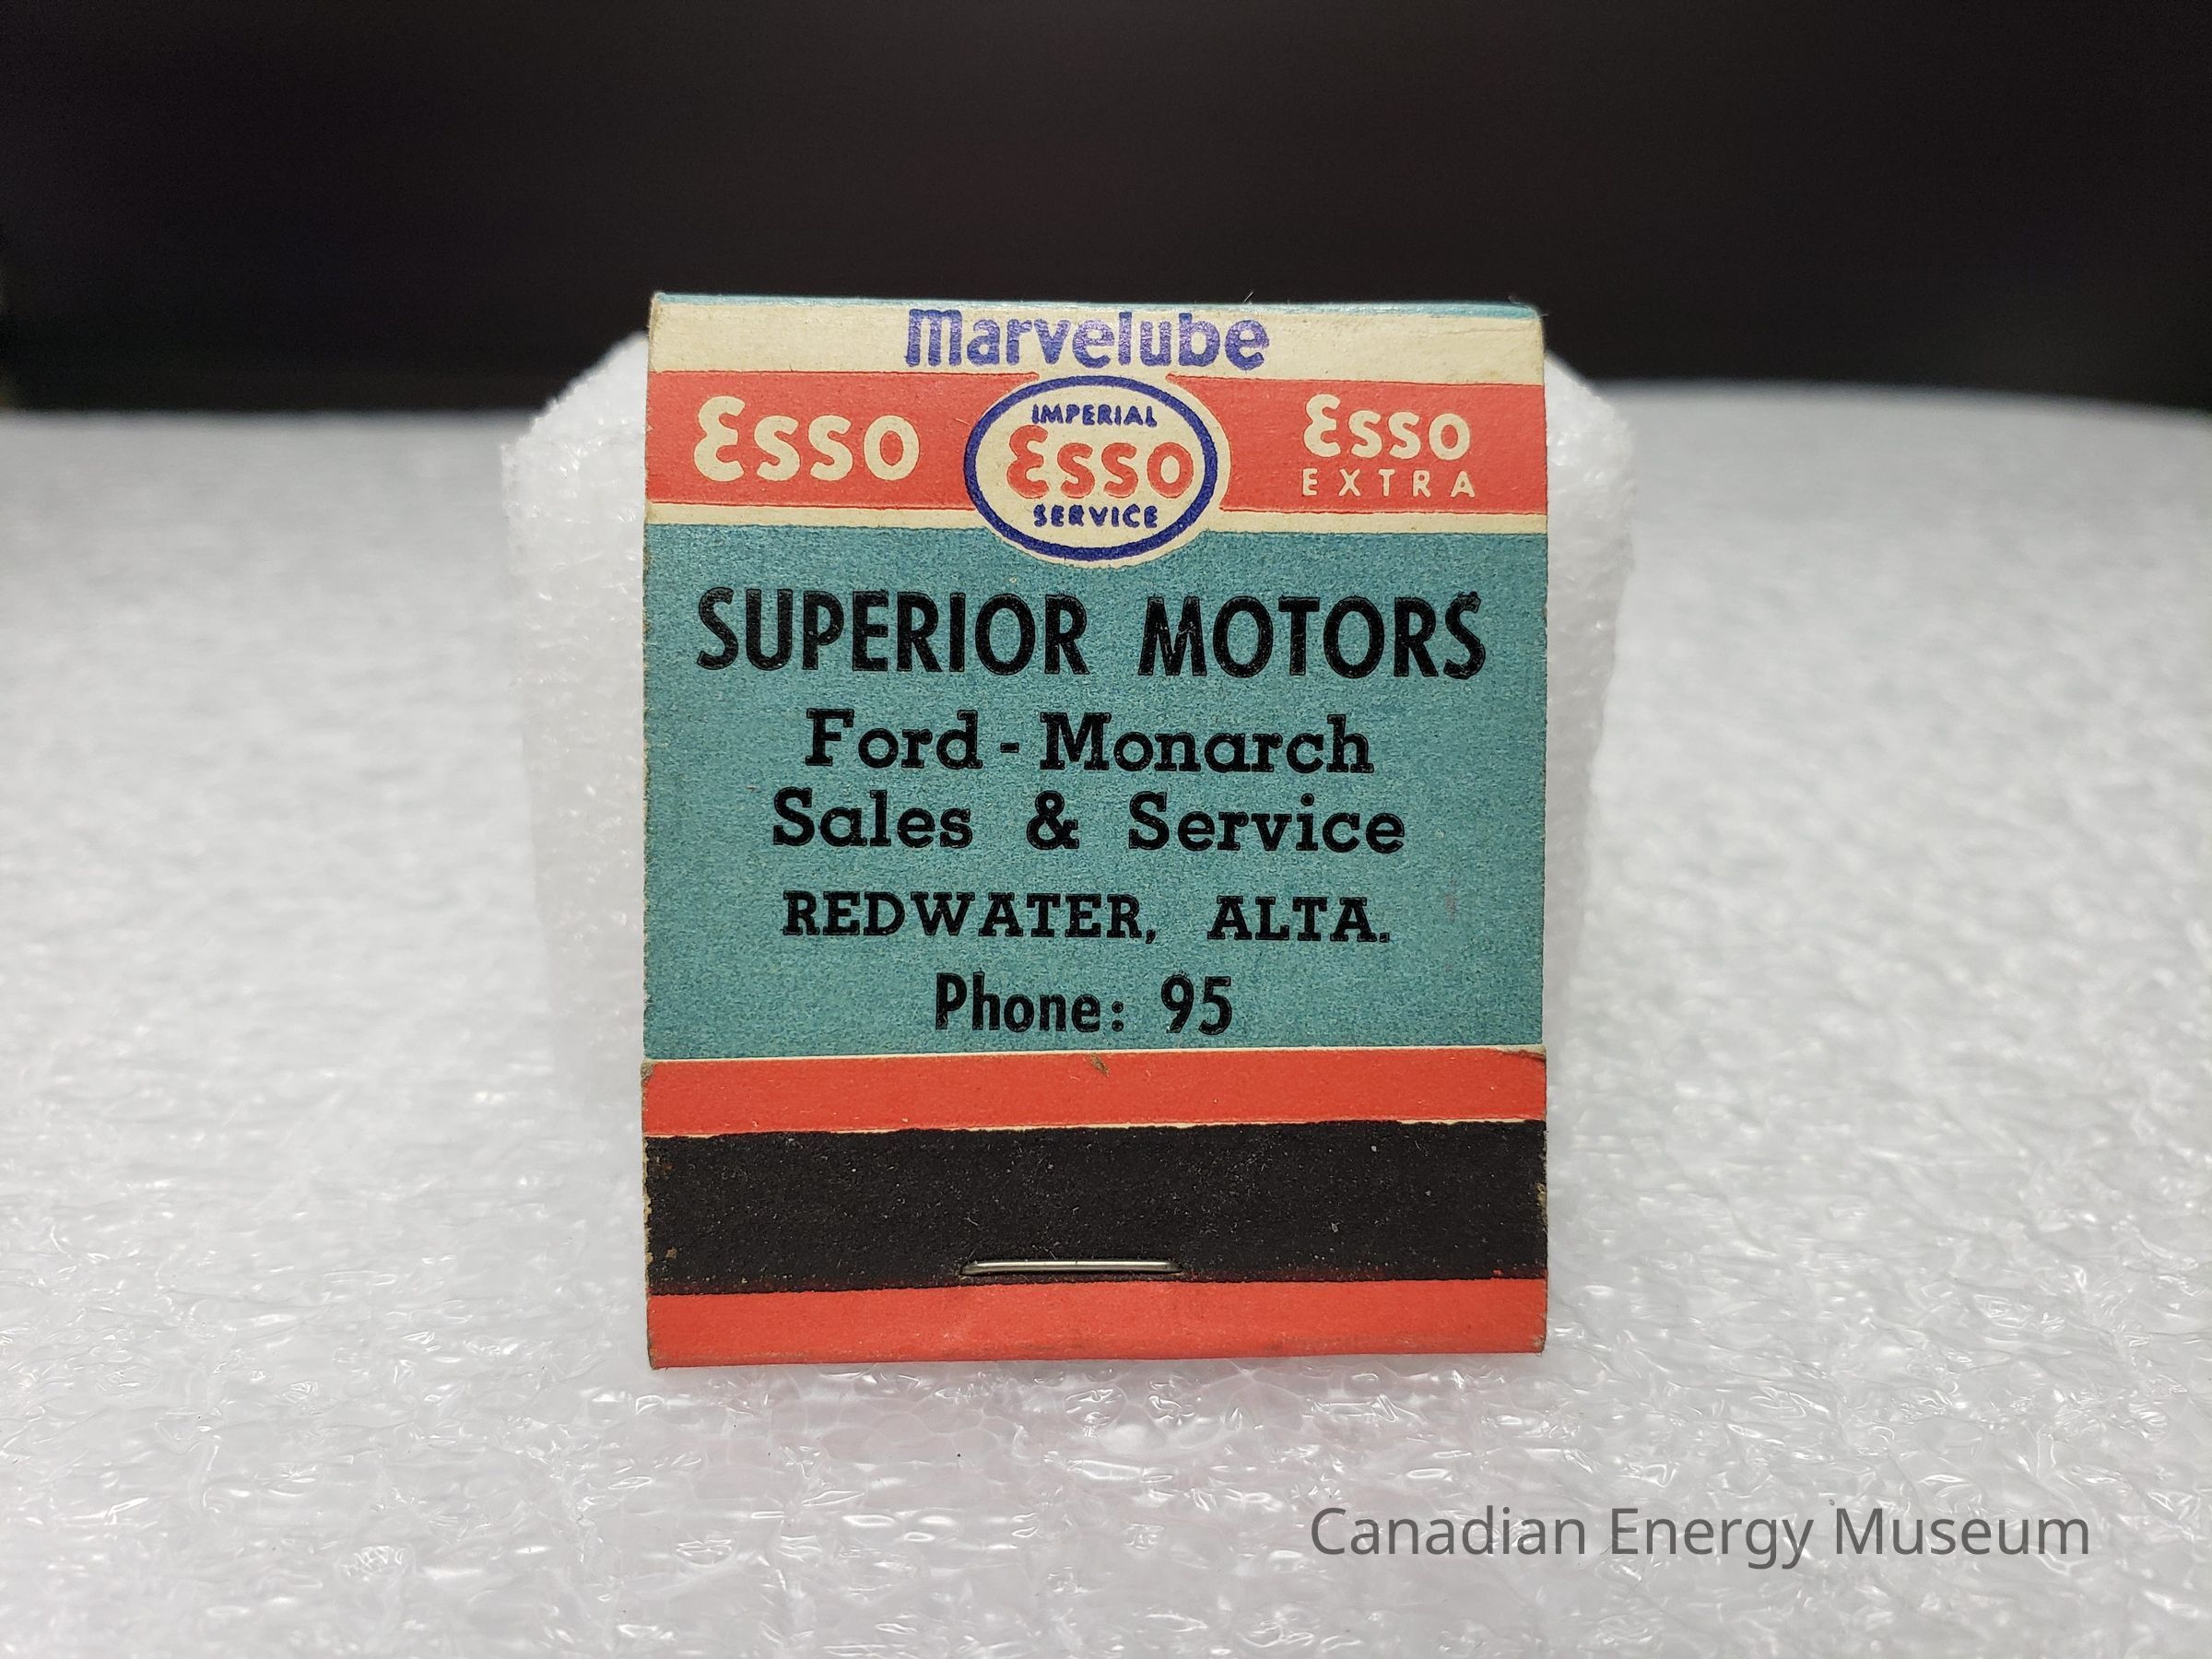 Marvelube
Esso
IMPERIAL
Esso
SERVICE
Esso
EXTRA
SUPERIOR MOTORS
Ford - Monarch
Sales & Service
REDWATER, ALTA.
Phone: 95
Canadian Energy Museum